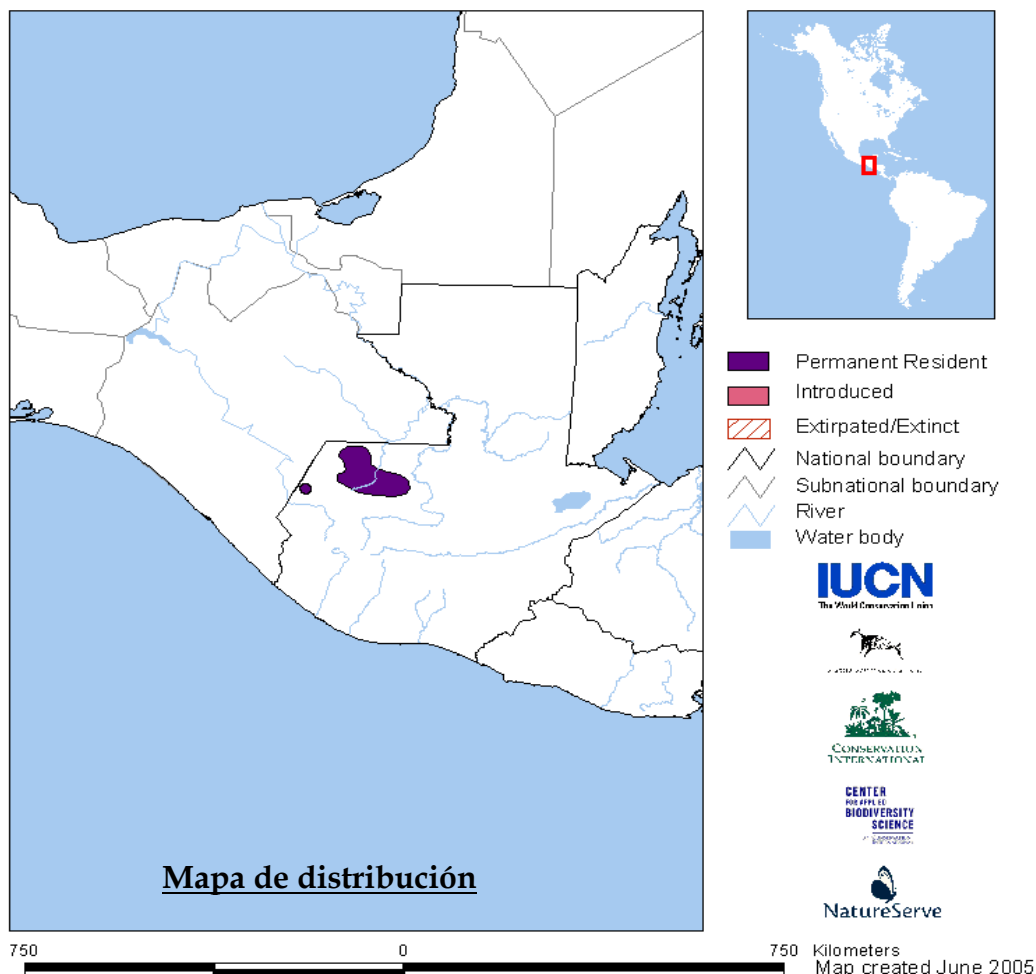 Permanent Resident
Introduced
Extirpated/Extinct
National boundary
Subnational boundary
River
Water body
IUCN
The World Conservation Union
CONSERVATION
INTERNATIONAL
CENTER
FOR APPLIED
BIODIVERSITY
SCIENCE
NatureServe
Mapa de distribución
750 0 750 Kilometers
Map created June 2005